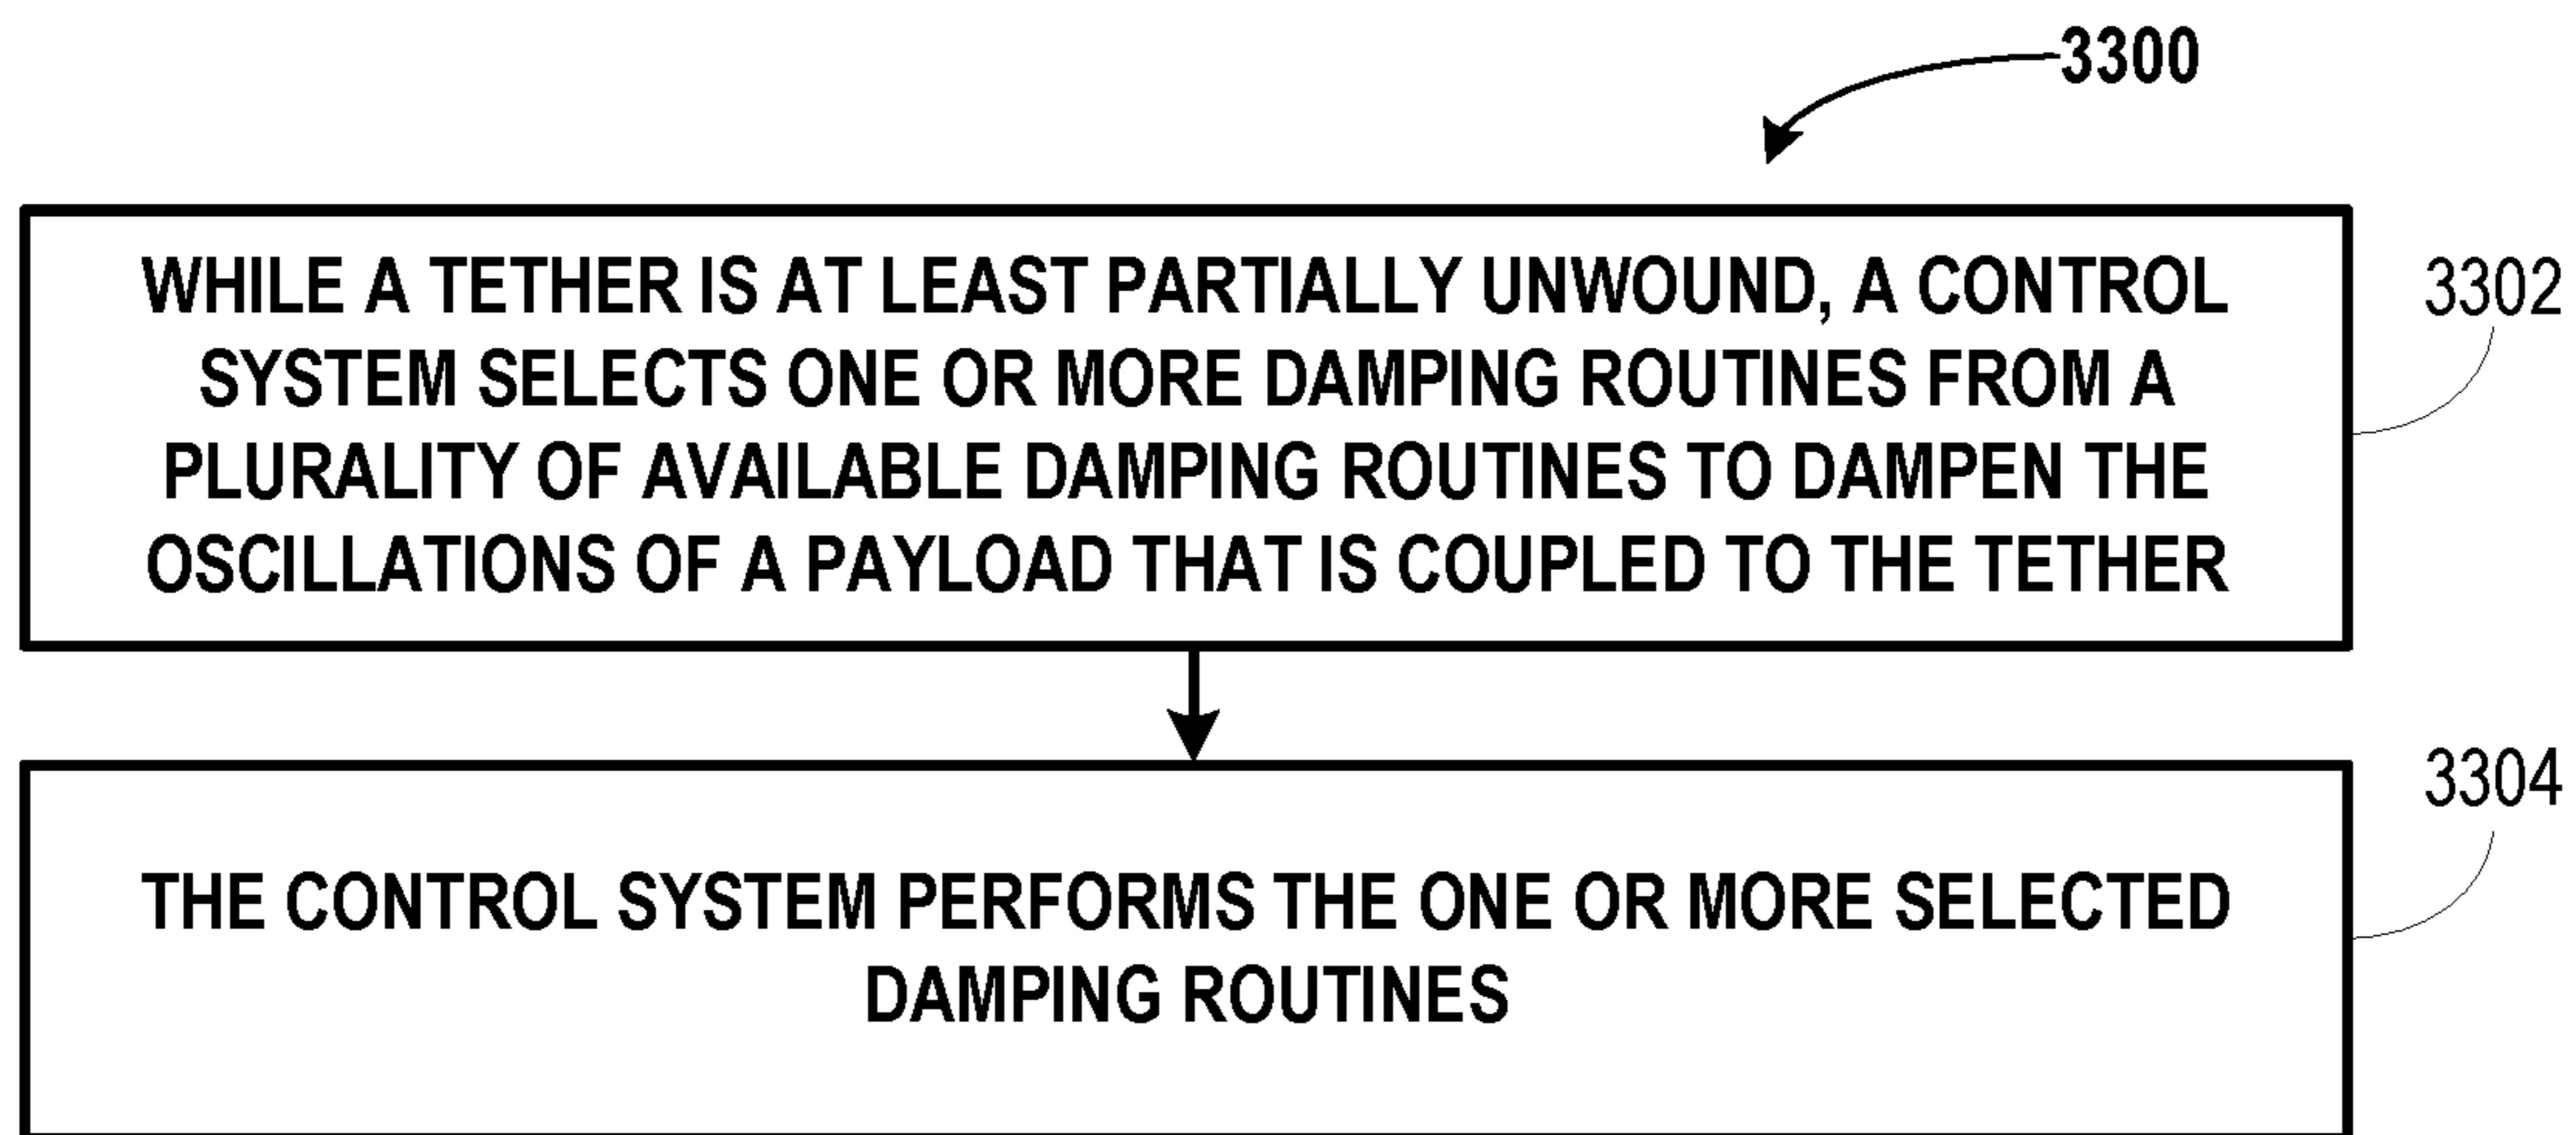 3300
WHILE A TETHER IS AT LEAST PARTIALLY UNWOUND, A CONTROL
SYSTEM SELECTS ONE OR MORE DAMPING ROUTINES FROM A
PLURALITY OF AVAILABLE DAMPING ROUTINES TO DAMPEN THE
OSCILLATIONS OF A PAYLOAD THAT IS COUPLED TO THE TETHER
3302
THE CONTROL SYSTEM PERFORMS THE ONE OR MORE SELECTED
DAMPING ROUTINES
3304